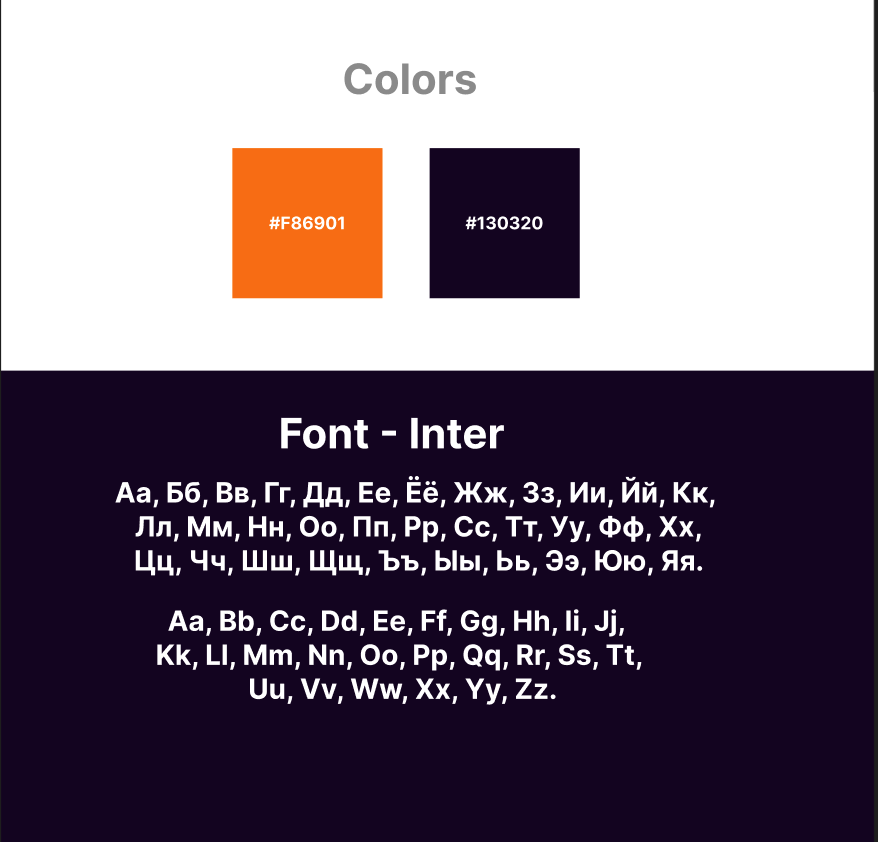 Colors
#F86901
#130320
Font - Inter
Аа, Бб, Вв, Гг, Дд, Ее, Ёё, Жж, Зз, Ии, Йй, Кк,
Лл, Мм, Нн, Оо, Пп, Рр, Сс, Тт, Уу, Фф, Хх,
Цц, Чч, Шш, Щщ, Ъъ, Ыы, Ьь, Ээ, Юю, Яя.
Aa, Bb, Cc, Dd, Ee, Ff, Gg, Hh, Ii, Jj,
Kk, Ll, Mm, Nn, Oo, Pp, Qq, Rr, Ss, Tt,
Uu, Vv, Ww, Xx, Yy, Zz.